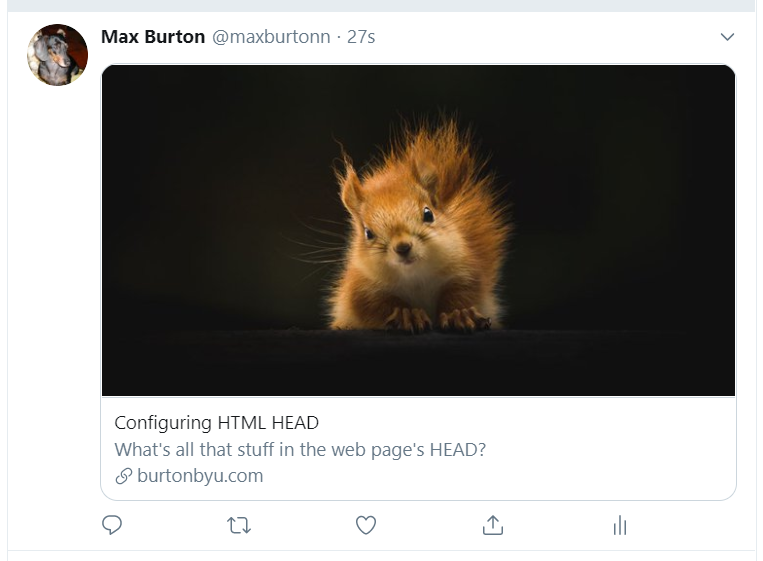 Max Burton @maxburtonn · 27s
Configuring HTML HEAD
What's all that stuff in the web page's HEAD?
burtonbyu.com